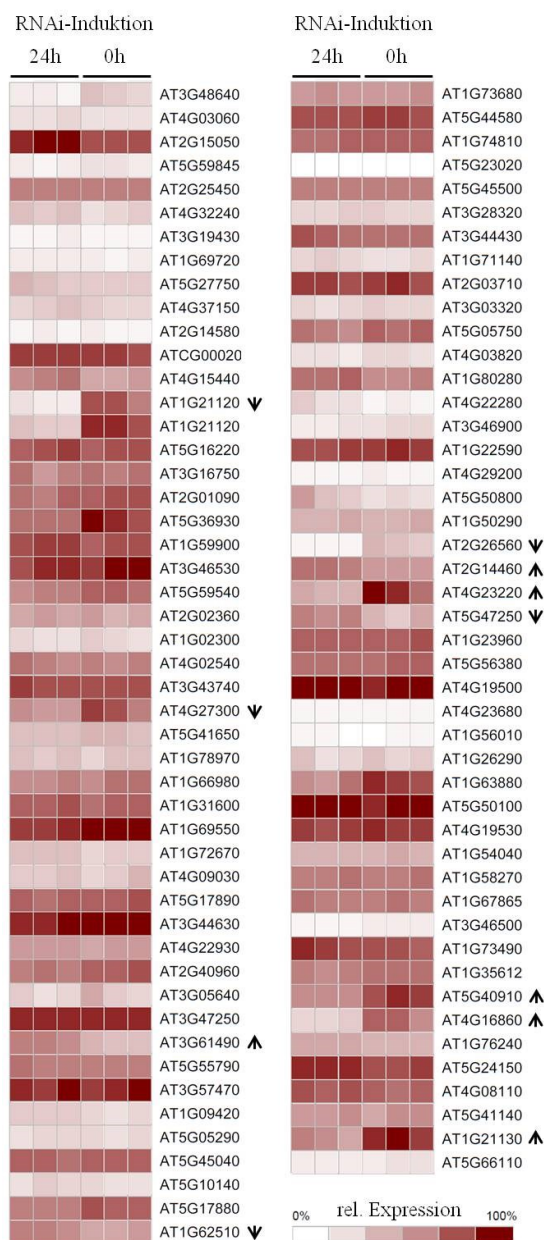 RNAi-Induktion
24h 0h
AT3G48640
AT4G03060
AT2G15050
AT5G59845
AT2G25450
AT4G32240
AT3G19430
AT1G69720
AT5G27750
AT4G37150
AT2G14580
ATCG00020
AT4G15440
AT1G21120
AT1G21120
AT5G16220
AT3G16750
AT2G01090
AT5G36930
AT1G59900
AT3G46530
AT5G59540
AT2G02360
AT1G02300
AT4G02540
AT3G43740
AT4G27300
AT5G41650
AT1G78970
AT1G66980
AT1G31600
AT1G69550
AT1G72670
AT4G09030
AT5G17890
AT3G44630
AT4G22930
AT2G40960
AT3G05640
AT3G47250
AT3G61490
AT5G55790
AT3G57470
AT1G09420
AT5G05290
AT5G45040
AT5G10140
AT5G17880
AT1G62510
RNAi-Induktion
24h 0h
AT1G73680
AT5G44580
AT1G74810
AT5G23020
AT5G45500
AT3G28320
AT3G44430
AT1G71140
AT2G03710
AT3G03320
AT5G05750
AT4G03820
AT1G80280
AT4G22280
AT3G46900
AT1G22590
AT4G29200
AT5G50800
AT1G50290
AT2G26560
AT2G14460
AT4G23220
AT5G47250
AT1G23960
AT5G56380
AT4G19500
AT4G23680
AT1G56010
AT1G26290
AT1G63880
AT5G50100
AT4G19530
AT1G54040
AT1G58270
AT1G67865
AT3G46500
AT1G73490
AT1G35612
AT5G40910
AT4G16860
AT1G76240
AT5G24150
AT4G08110
AT5G41140
AT1G21130
AT5G66110
0% rel. Expression 100%